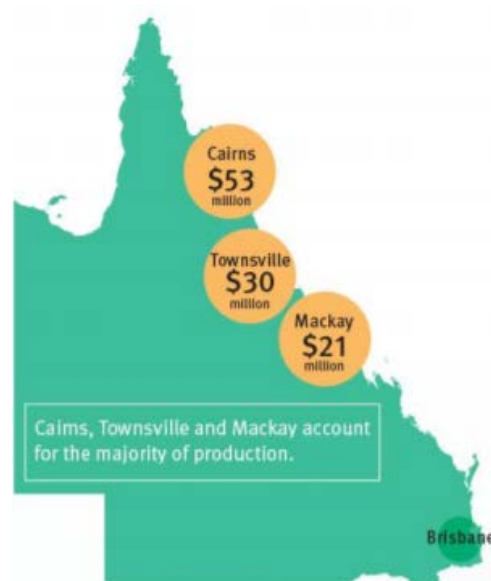 Cairns
$53
million
Townsville
$30
million
Mackay
$21
million
Cairns, Townsville and Mackay account
for the majority of production.
Brisbane